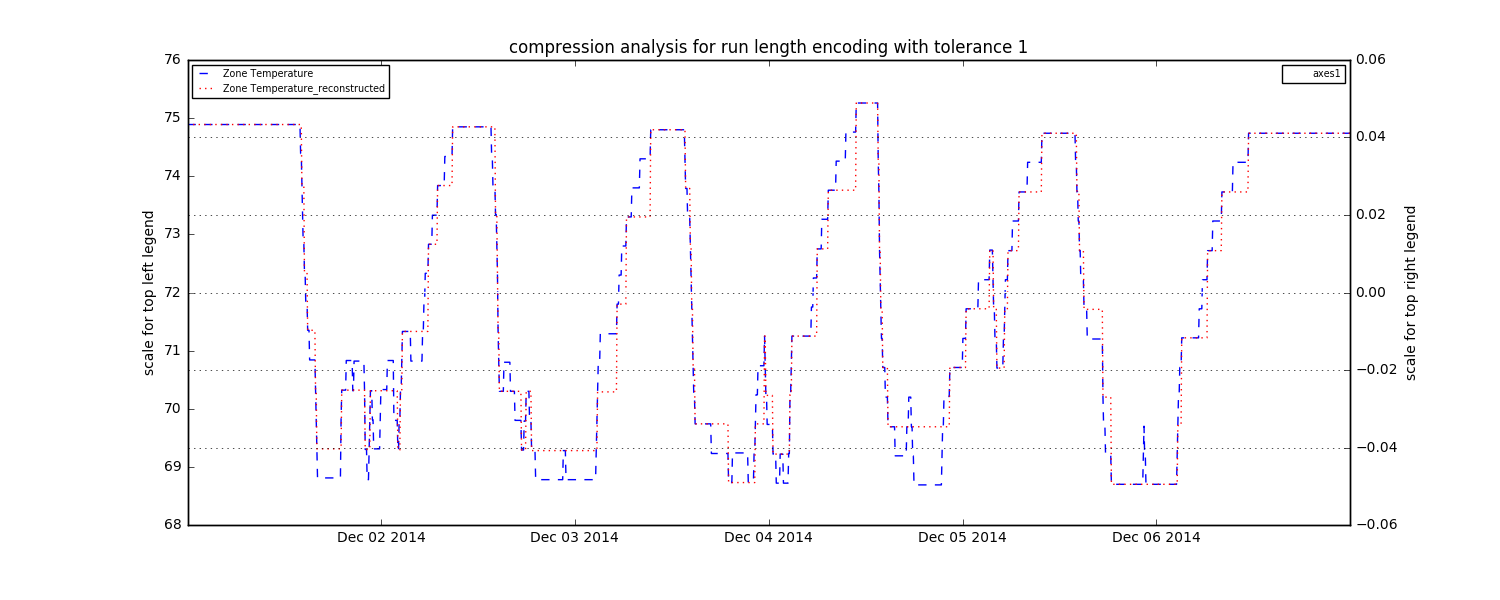 compression analysis for run length encoding with tolerance 1
Zone Temperature
Zone Temperature_reconstructed
axes1
scale for top left legend
76
75
74
73
72
71
70
69
68
0.06
0.04
0.02
0.00
−0.02
−0.04
−0.06
scale for top right legend
Dec 02 2014
Dec 03 2014
Dec 04 2014
Dec 05 2014
Dec 06 2014